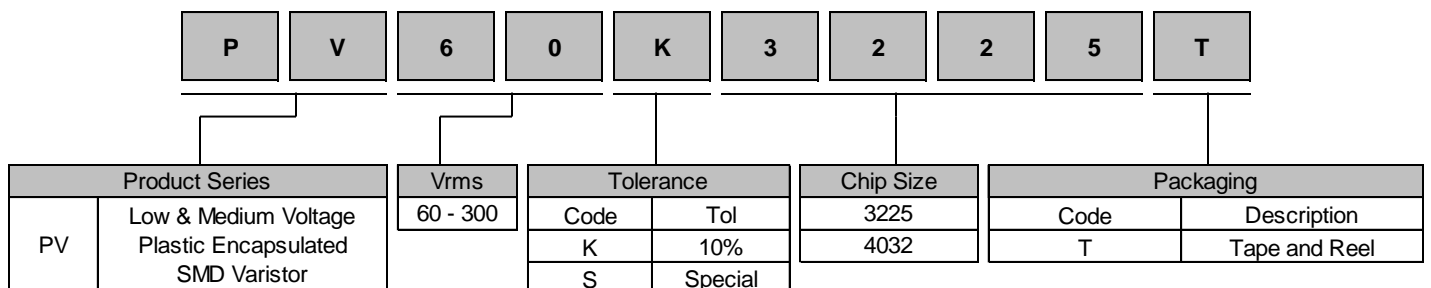 P V 6 0 K 3 2 2 5 T
Product Series
PV
Low & Medium Voltage
Plastic Encapsulated
SMD Varistor
Vrms
60 - 300
Tolerance
Code Tol
K 10%
S Special
Chip Size
3225
4032
Packaging
Code Description
T Tape and Reel